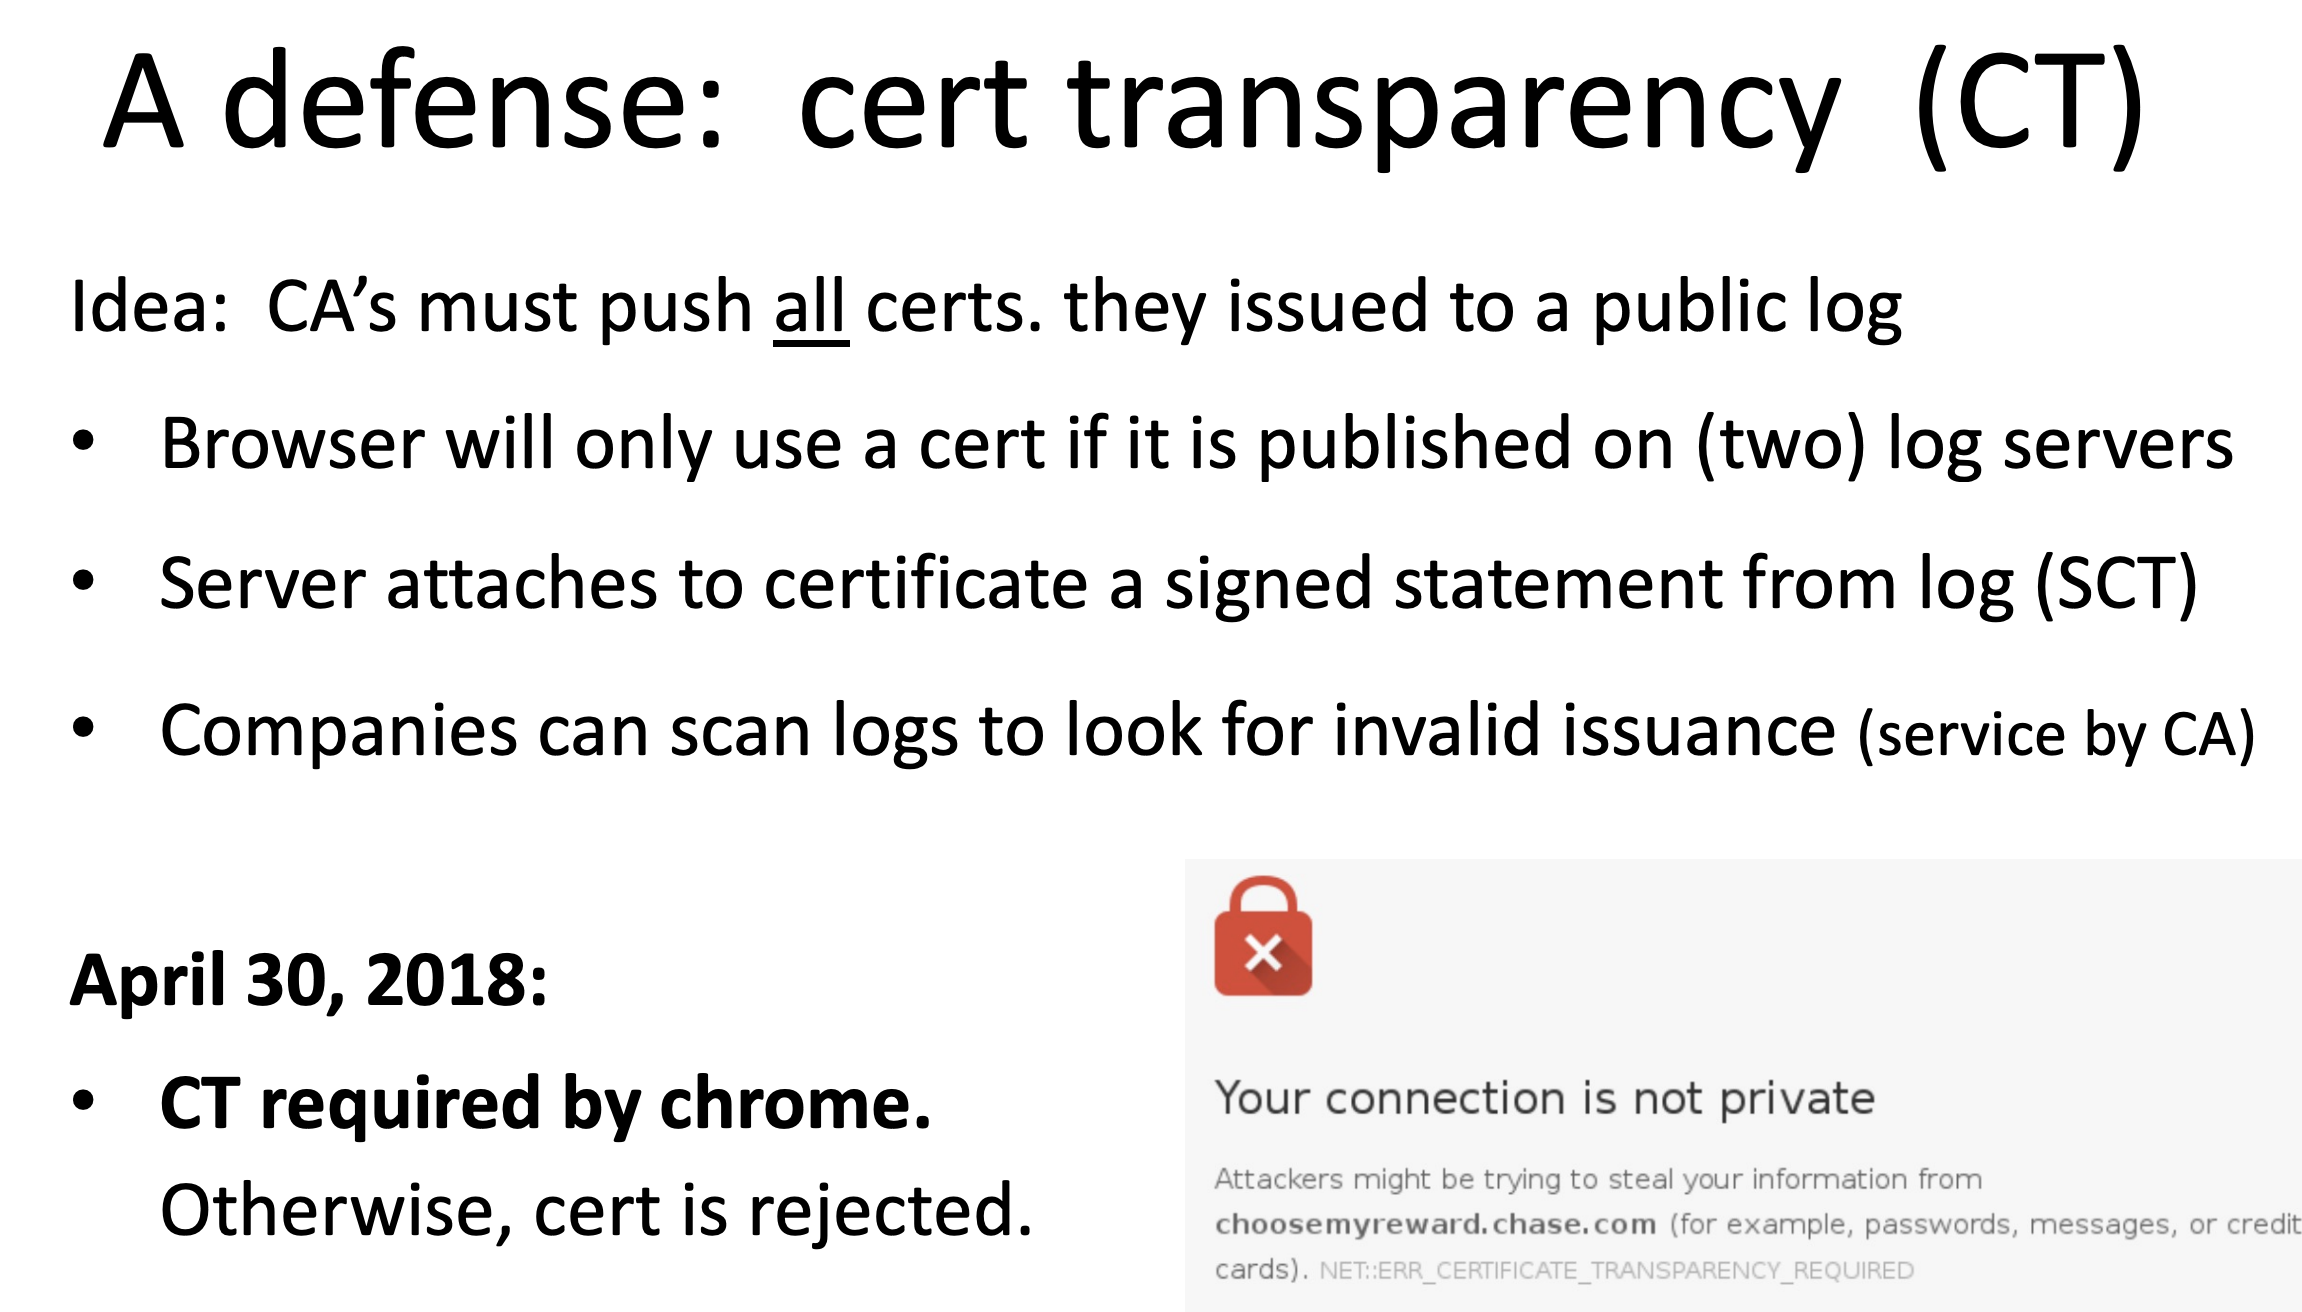 A defense:  cert transparency  (CT)
Idea:  CA’s must push all certs. they issued to a public log
• Browser will only use a cert if it is published on (two) log servers
• Server attaches to certificate a signed statement from log (SCT)
• Companies can scan logs to look for invalid issuance (service by CA)
April 30, 2018:
• CT required by chrome.
Otherwise, cert is rejected.
Your connection is not private
Attackers might be trying to steal your information from
choosemyreward.chase.com (for example, passwords, messages, or credit
cards). NET::ERR_CERTIFICATE_TRANSPARENCY_REQUIRED